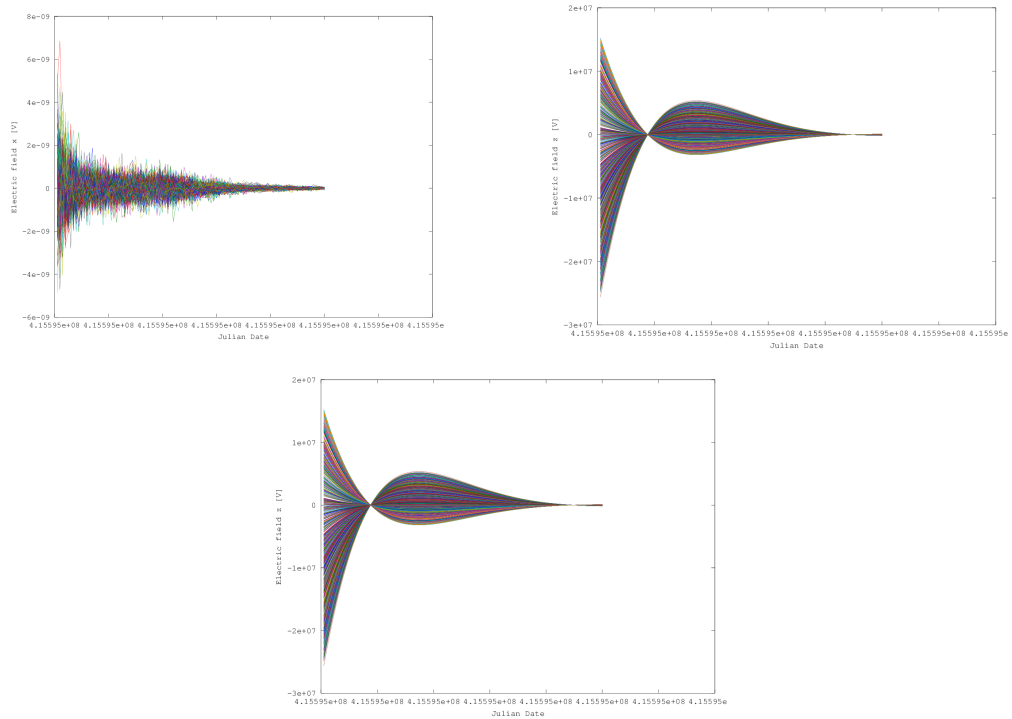 8e-09
6e-09
4e-09
2e-09
0
-2e-09
-4e-09
-6e-09
Electric field x [V]
4.15595e+08 4.15595e+08 4.15595e+08 4.15595e+08 4.15595e+08 4.15595e+08 4.15595e+08 4.15595e
Julian Date
2e+07
1e+07
0
-1e+07
-2e+07
-3e+07
Electric field z [V]
4.15595e+08 4.15595e+08 4.15595e+08 4.15595e+08 4.15595e+08 4.15595e+08 4.15595e+08 4.15595e
Julian Date
2e+07
1e+07
0
-1e+07
-2e+07
-3e+07
Electric field z [V]
4.15595e+08 4.15595e+08 4.15595e+08 4.15595e+08 4.15595e+08 4.15595e+08 4.15595e+08 4.15595e
Julian Date